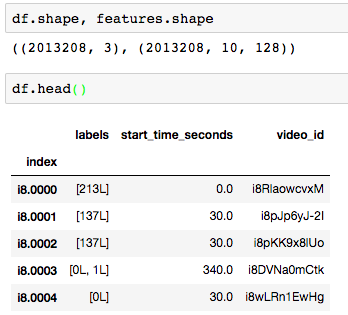 df.shape, features.shape
((2013208, 3), (2013208, 10, 128))
df.head()
labels start_time_seconds video_id
index
i8.0000 [213L] 0.0 i8RlaowcvxM
i8.0001 [137L] 30.0 i8pJp6yJ-2I
i8.0002 [137L] 30.0 i8pKK9x8lUo
i8.0003 [0L, 1L] 340.0 i8DVNa0mCtk
i8.0004 [0L] 30.0 i8wLRn1EwHg